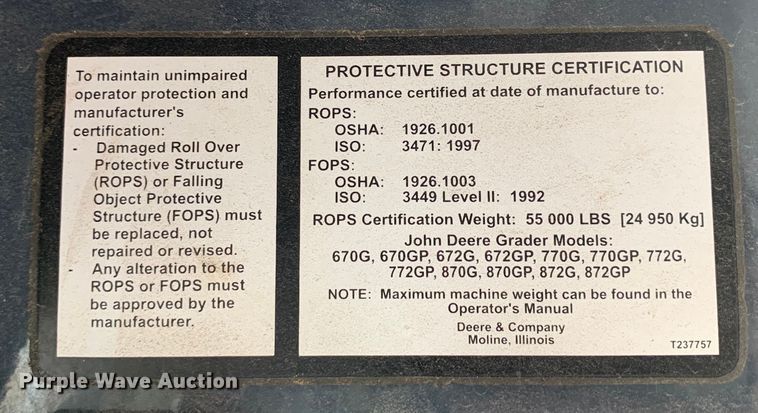 To maintain unimpaired
operator protection and
manufacturer's
certification:
- Damaged Roll Over
Protective Structure
(ROPS) or Falling
Object Protective
Structure (FOPS) must
be replaced, not
repaired or revised.
- Any alteration to the
ROPS or FOPS must
be approved by the
manufacturer.
PROTECTIVE STRUCTURE CERTIFICATION
Performance certified at date of manufacture to:
ROPS:
OSHA: 1926.1001
ISO: 3471: 1997
FOPS:
OSHA: 1926.1003
ISO: 3449 Level II: 1992
ROPS Certification Weight: 55 000 LBS [24 950 Kg]
John Deere Grader Models:
670G, 670GP, 672G, 672GP, 770G, 770GP, 772G,
772GP, 870G, 870GP, 872G, 872GP
NOTE: Maximum machine weight can be found in the
Operator's Manual
Deere & Company
Moline, Illinois
T237757
Purple Wave Auction